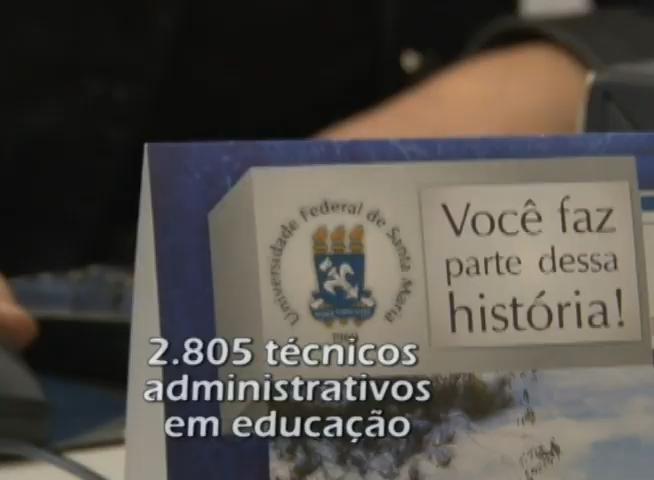 Universidade Federal de Santa Maria
Você faz
parte dessa
história!
2.805 técnicos
administrativos
em educação